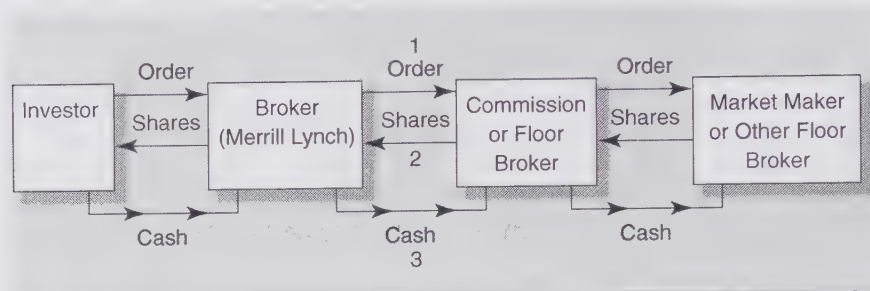 1
Order
Order
Order
Investor
Broker
(Merrill Lynch)
Commission
or Floor
Broker
Market Maker
or Other Floor
Broker
Shares
Shares
Shares
2
Cash
Cash
Cash
3